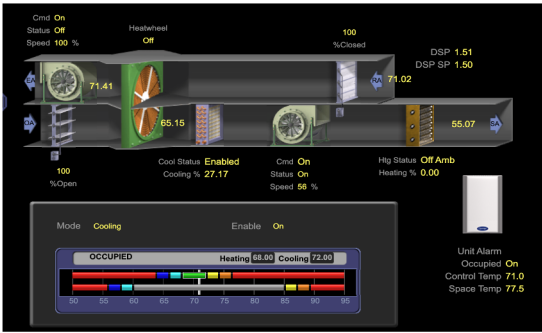 Cmd On
Status Off
Speed 100 %
Heatwheel
Off
100
%Closed
DSP 1.51
DSP SP 1.50
EA
71.41
RA
71.02
OA
65.15
55.07
SA
100
%Open
Cool Status Enabled
Cooling % 27.17
Cmd On
Status On
Speed 56 %
Htg Status Off Amb
Heating % 0.00
Mode Cooling
Enable On
OCCUPIED
Heating 68.00 Cooling 72.00
50 55 60 65 70 75 80 85 90 95
Unit Alarm
Occupied On
Control Temp 71.0
Space Temp 77.5